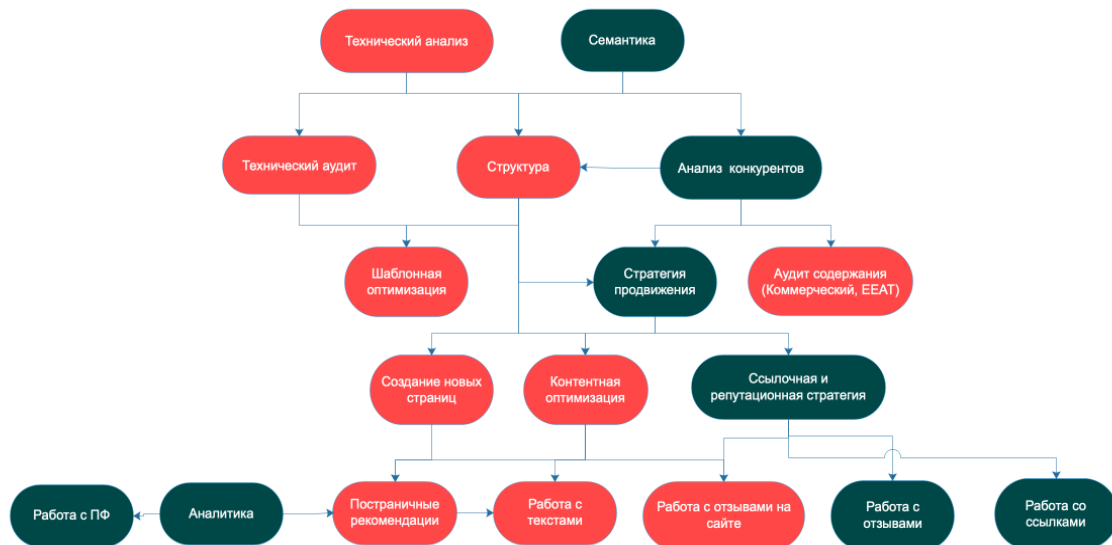 Технический анализ
Семантика
Технический аудит
Структура
Анализ конкурентов
Шаблонная
оптимизация
Стратегия
продвижения
Аудит содержания
(Коммерческий, EEAT)
Создание новых
страниц
Контентная
оптимизация
Ссылочная и
репутационная стратегия
Работа с ПФ
Аналитика
Постраничные
рекомендации
Работа с
текстами
Работа с отзывами на
сайте
Работа с
отзывами
Работа со
ссылками